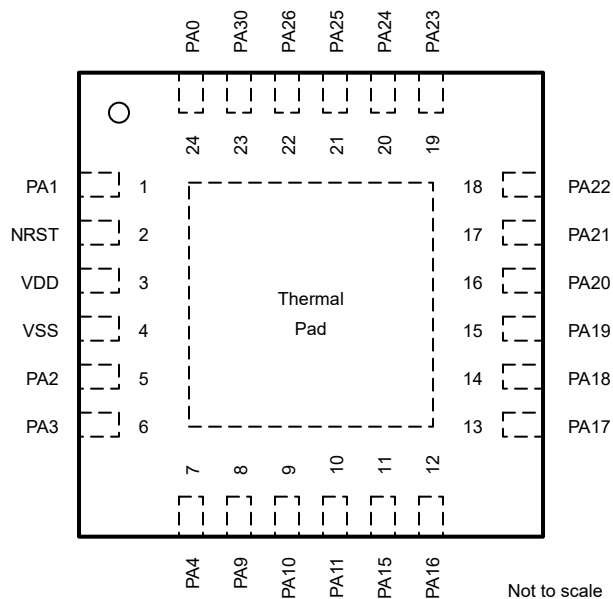 PA0 PA30 PA26 PA25 PA24 PA23
24 23 22 21 20 19
PA1 1 18 PA22
NRST 2 17 PA21
VDD 3 16 PA20
VSS 4 15 PA19
PA2 5 14 PA18
PA3 6 13 PA17
Thermal
Pad
7 8 9 10 11 12
PA4 PA9 PA10 PA11 PA15 PA16
Not to scale